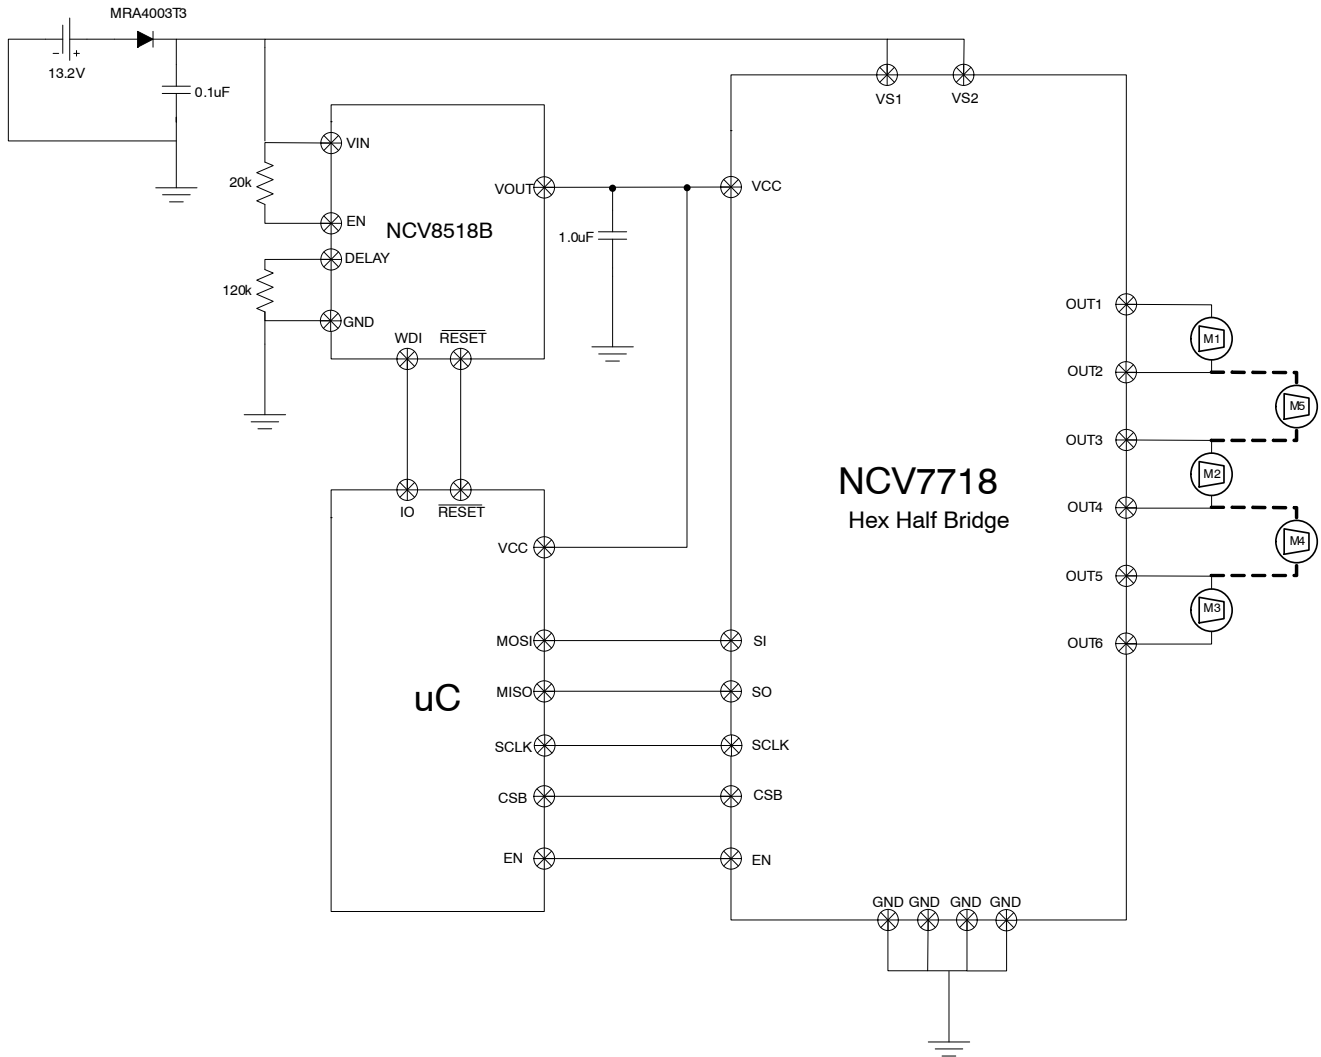 MRA4003T3
− +
13.2V
0.1uF
VS1
VS2
VIN
20k
VOUT
VCC
EN
NCV8518B
1.0uF
DELAY
120k
GND
WDI
RESET
OUT1
M1
OUT2
M5
OUT3
M2
NCV7718
Hex Half Bridge
OUT4
M4
IO
RESET
VCC
OUT5
M3
OUT6
MOSI
SI
uC
MISO
SO
SCLK
SCLK
CSB
CSB
EN
EN
GND GND GND GND